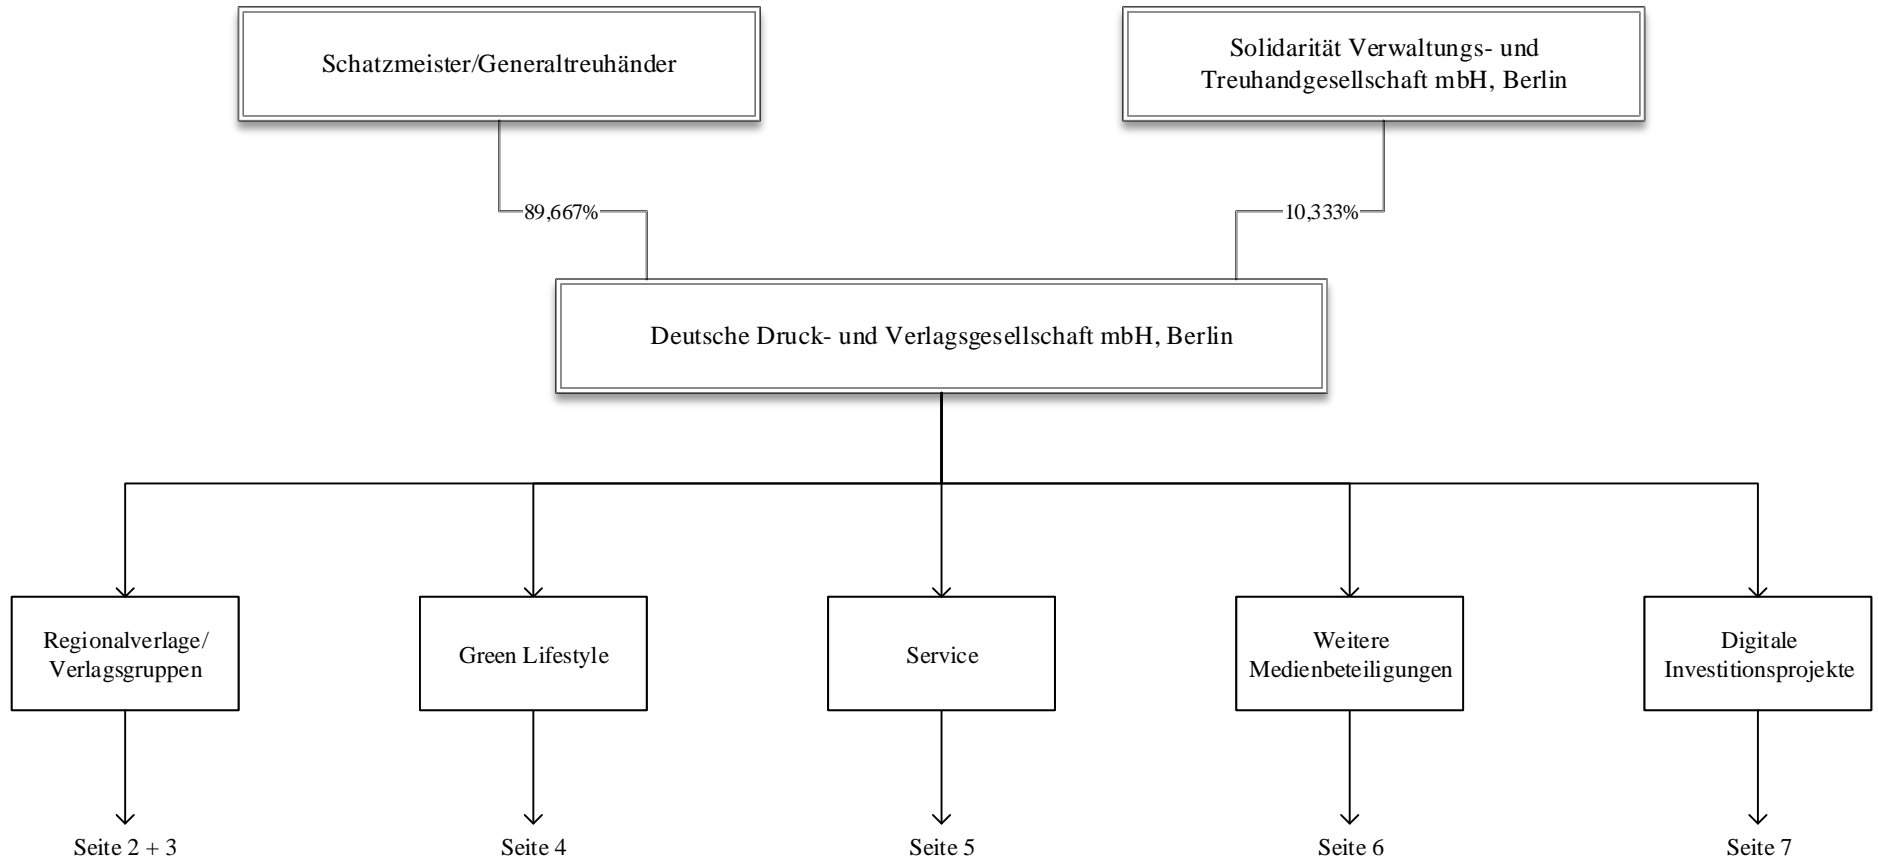 Schatzmeister/Generaltreuhänder
Solidarität Verwaltungs- und
Treuhandgesellschaft mbH, Berlin
89,667%
10,333%
Deutsche Druck- und Verlagsgesellschaft mbH, Berlin
Regionalverlage/
Verlagsgruppen
Green Lifestyle
Service
Weitere
Medienbeteiligungen
Digitale
Investitionsprojekte
Seite 2 + 3
Seite 4
Seite 5
Seite 6
Seite 7